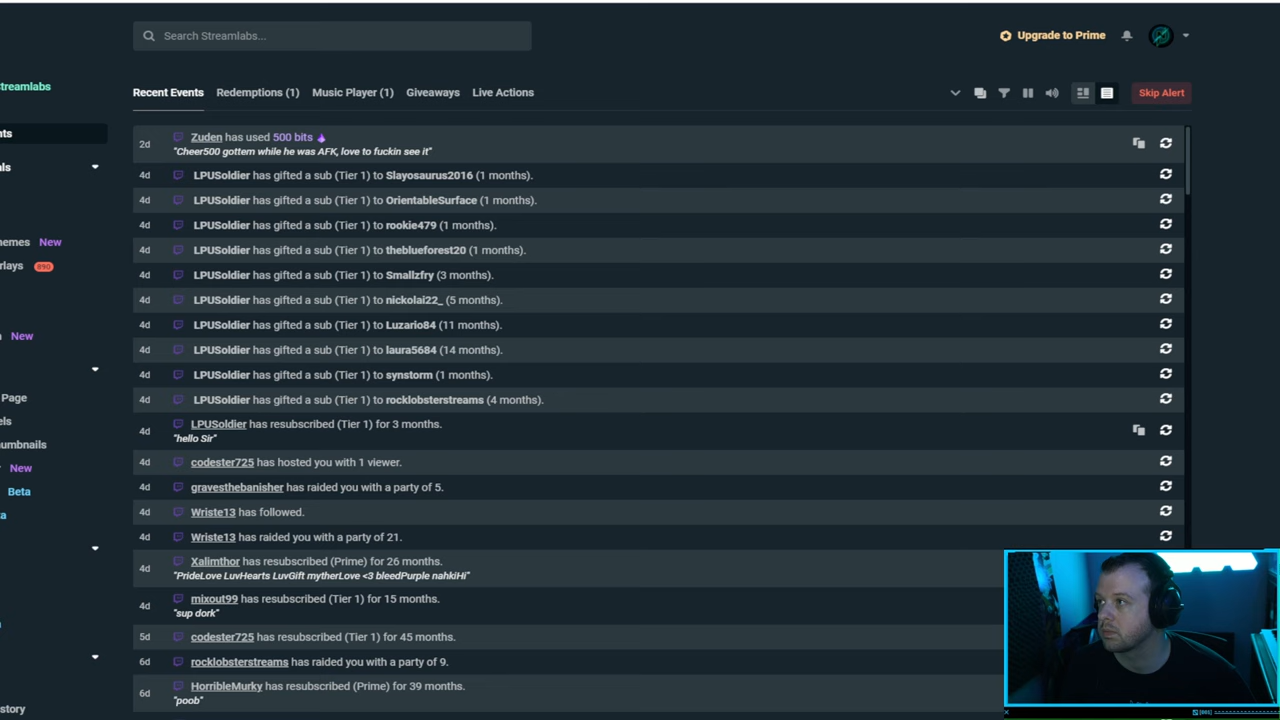 Search Streamlabs...
Upgrade to Prime
treamlabs
Recent Events Redemptions (1) Music Player (1) Giveaways Live Actions
Skip Alert
nts
ls
emes New
rlays 890
New
Page
els
umbnails
New
Beta
ta
story
2d Zuden has used 500 bits
"Cheer500 gottem while he was AFK, love to fuckin see it"
4d LPUSoldier has gifted a sub (Tier 1) to Slayosaurus2016 (1 months).
4d LPUSoldier has gifted a sub (Tier 1) to OrientableSurface (1 months).
4d LPUSoldier has gifted a sub (Tier 1) to rookie479 (1 months).
4d LPUSoldier has gifted a sub (Tier 1) to theblueforest20 (1 months).
4d LPUSoldier has gifted a sub (Tier 1) to Smallzfry (3 months).
4d LPUSoldier has gifted a sub (Tier 1) to nickolai22_ (5 months).
4d LPUSoldier has gifted a sub (Tier 1) to Luzario84 (11 months).
4d LPUSoldier has gifted a sub (Tier 1) to laura5684 (14 months).
4d LPUSoldier has gifted a sub (Tier 1) to synstorm (1 months).
4d LPUSoldier has gifted a sub (Tier 1) to rocklobsterstreams (4 months).
4d LPUSoldier has resubscribed (Tier 1) for 3 months.
"hello Sir"
4d codester725 has hosted you with 1 viewer.
4d gravesthebanisher has raided you with a party of 5.
4d Wriste13 has followed.
4d Wriste13 has raided you with a party of 21.
4d Xalimthor has resubscribed (Prime) for 26 months.
"PrideLove LuvHearts LuvGift mytherLove <3 bleedPurple nahkiHi"
4d mixout99 has resubscribed (Tier 1) for 15 months.
"sup dork"
5d codester725 has resubscribed (Tier 1) for 45 months.
6d rocklobsterstreams has raided you with a party of 9.
6d HorribleMurky has resubscribed (Prime) for 39 months.
"poob"